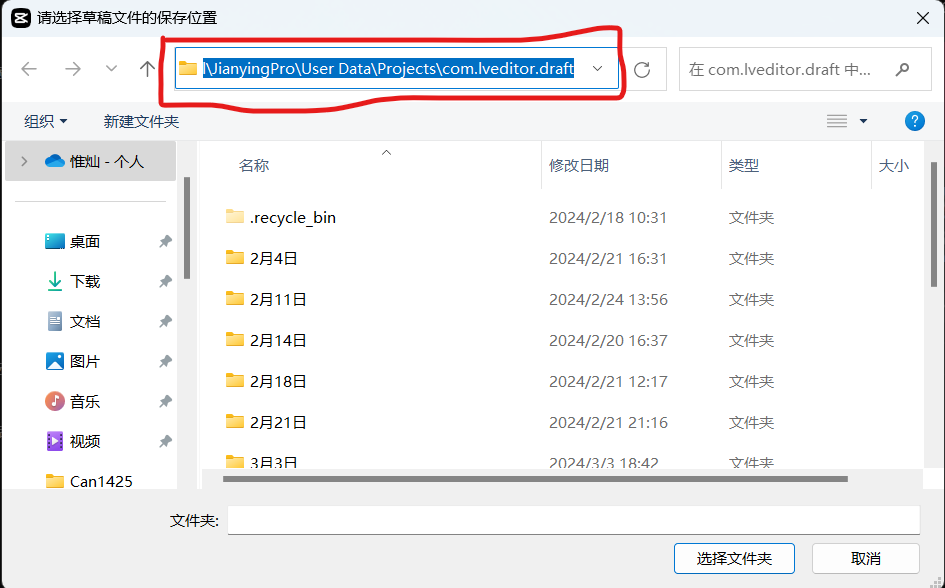 请选择草稿文件的保存位置
\JianyingPro\User Data\Projects\com.lveditor.draft
在 com.lveditor.draft 中...
组织
新建文件夹
惟灿 - 个人
桌面
下载
文档
图片
音乐
视频
Can1425
名称 修改日期 类型 大小
.recycle_bin 2024/2/18 10:31 文件夹
2月4日 2024/2/21 16:31 文件夹
2月11日 2024/2/24 13:56 文件夹
2月14日 2024/2/20 16:37 文件夹
2月18日 2024/2/21 12:17 文件夹
2月21日 2024/2/21 21:16 文件夹
3月3日 2024/3/3 18:42 文件夹
文件夹:
选择文件夹 取消